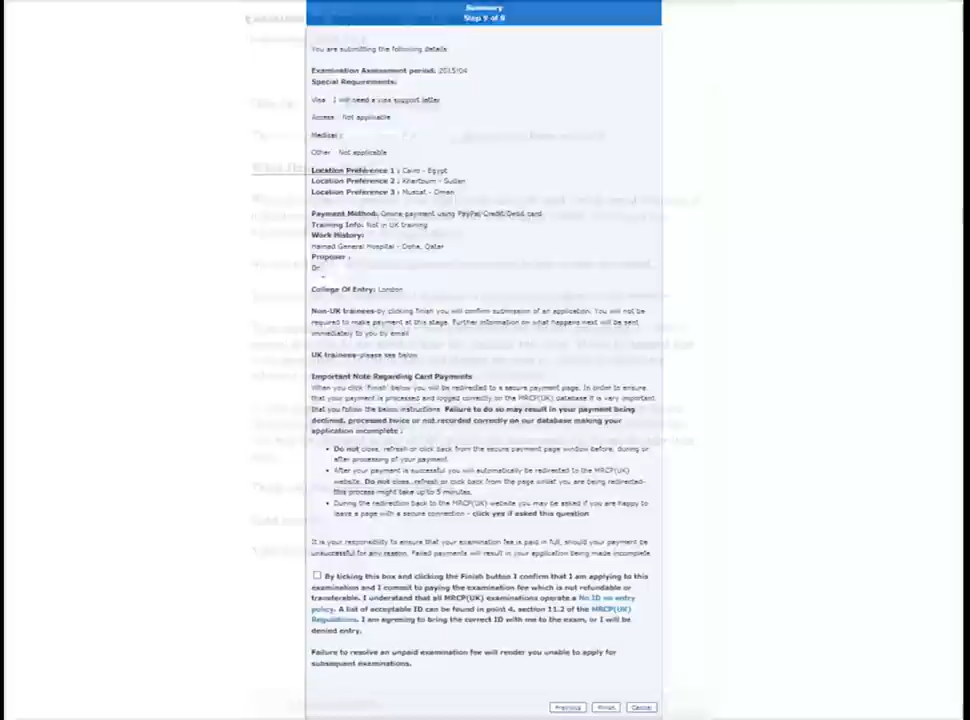 Summary
Step 9 of 9
You are submitting the following details:
Examination Assessment period: 2015/04
Special Requirements:
Visa : I will need a visa support letter
Access : Not applicable
Medical :
Other : Not applicable
Location Preference 1 : Cairo - Egypt
Location Preference 2 : Khartoum - Sudan
Location Preference 3 : Muscat - Oman
Payment Method: Online payment using PayPal/Credit/Debit card
Training Info: Not in UK training
Work History:
Hamad General Hospital - Doha, Qatar
Proposer :
Dr.
College Of Entry: London
Non-UK trainees-by clicking finish you will confirm submission of an application. You will not be
required to make payment at this stage. Further information on what happens next will be sent
immediately to you by email
UK trainees-please see below
Important Note Regarding Card Payments
When you click 'Finish' below you will be redirected to a secure payment page. In order to ensure
that your payment is processed and logged correctly on the MRCP(UK) database it is very important
that you follow the below instructions. Failure to do so may result in your payment being
declined, processed twice or not recorded correctly on our database making your
application incomplete :
• Do not close, refresh or click back from the secure payment page window before, during or
after processing of your payment.
• After your payment is successful you will automatically be redirected to the MRCP(UK)
website. Do not close, refresh or click back from the page whilst you are being redirected-
this process might take up to 5 minutes.
• During the redirection back to the MRCP(UK) website you may be asked if you are happy to
leave a page with a secure connection - click yes if asked this question
It is your responsibility to ensure that your examination fee is paid in full, should your payment be
unsuccessful for any reason. Failed payments will result in your application being made incomplete
By ticking this box and clicking the Finish button I confirm that I am applying to this
examination and I commit to paying the examination fee which is not refundable or
transferable. I understand that all MRCP(UK) examinations operate a No ID no entry
policy. A list of acceptable ID can be found in point 4, section 11.2 of the MRCP(UK)
Regulations. I am agreeing to bring the correct ID with me to the exam, or I will be
denied entry.
Failure to resolve an unpaid examination fee will render you unable to apply for
subsequent examinations.
Previous Finish Cancel